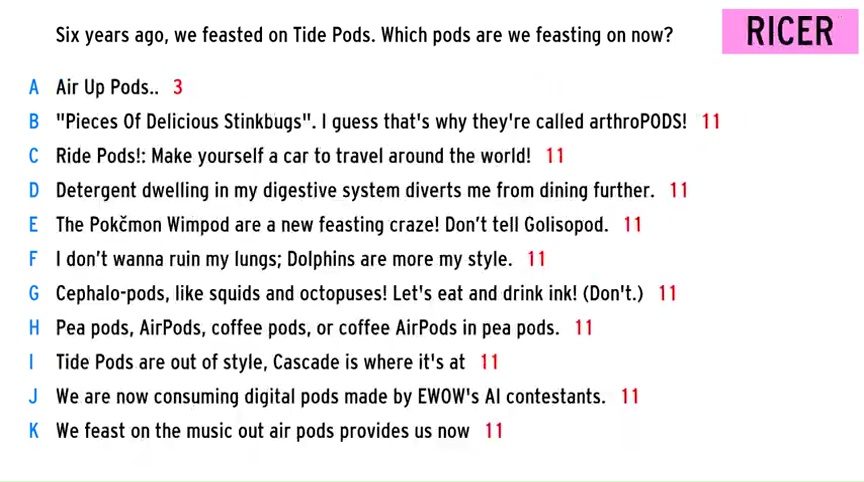 Six years ago, we feasted on Tide Pods. Which pods are we feasting on now?
RICER
A Air Up Pods.. 3
B "Pieces Of Delicious Stinkbugs". I guess that's why they're called arthroPODS! 11
C Ride Pods!: Make yourself a car to travel around the world! 11
D Detergent dwelling in my digestive system diverts me from dining further. 11
E The Pokčmon Wimpod are a new feasting craze! Don’t tell Golisopod. 11
F I don’t wanna ruin my lungs; Dolphins are more my style. 11
G Cephalo-pods, like squids and octopuses! Let's eat and drink ink! (Don't.) 11
H Pea pods, AirPods, coffee pods, or coffee AirPods in pea pods. 11
I Tide Pods are out of style, Cascade is where it's at 11
J We are now consuming digital pods made by EWOW's AI contestants. 11
K We feast on the music out air pods provides us now 11